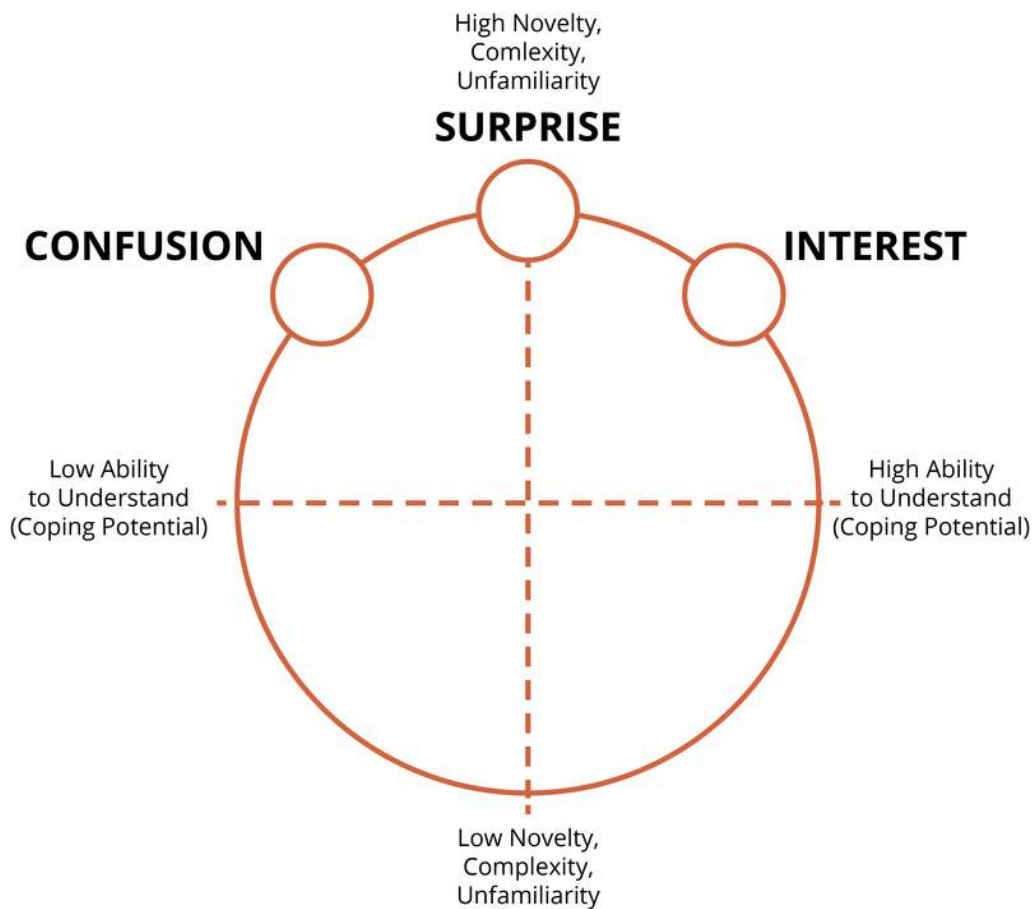 High Novelty,
Comlexity,
Unfamiliarity
SURPRISE
CONFUSION
INTEREST
Low Ability
to Understand
(Coping Potential)
High Ability
to Understand
(Coping Potential)
Low Novelty,
Complexity,
Unfamiliarity